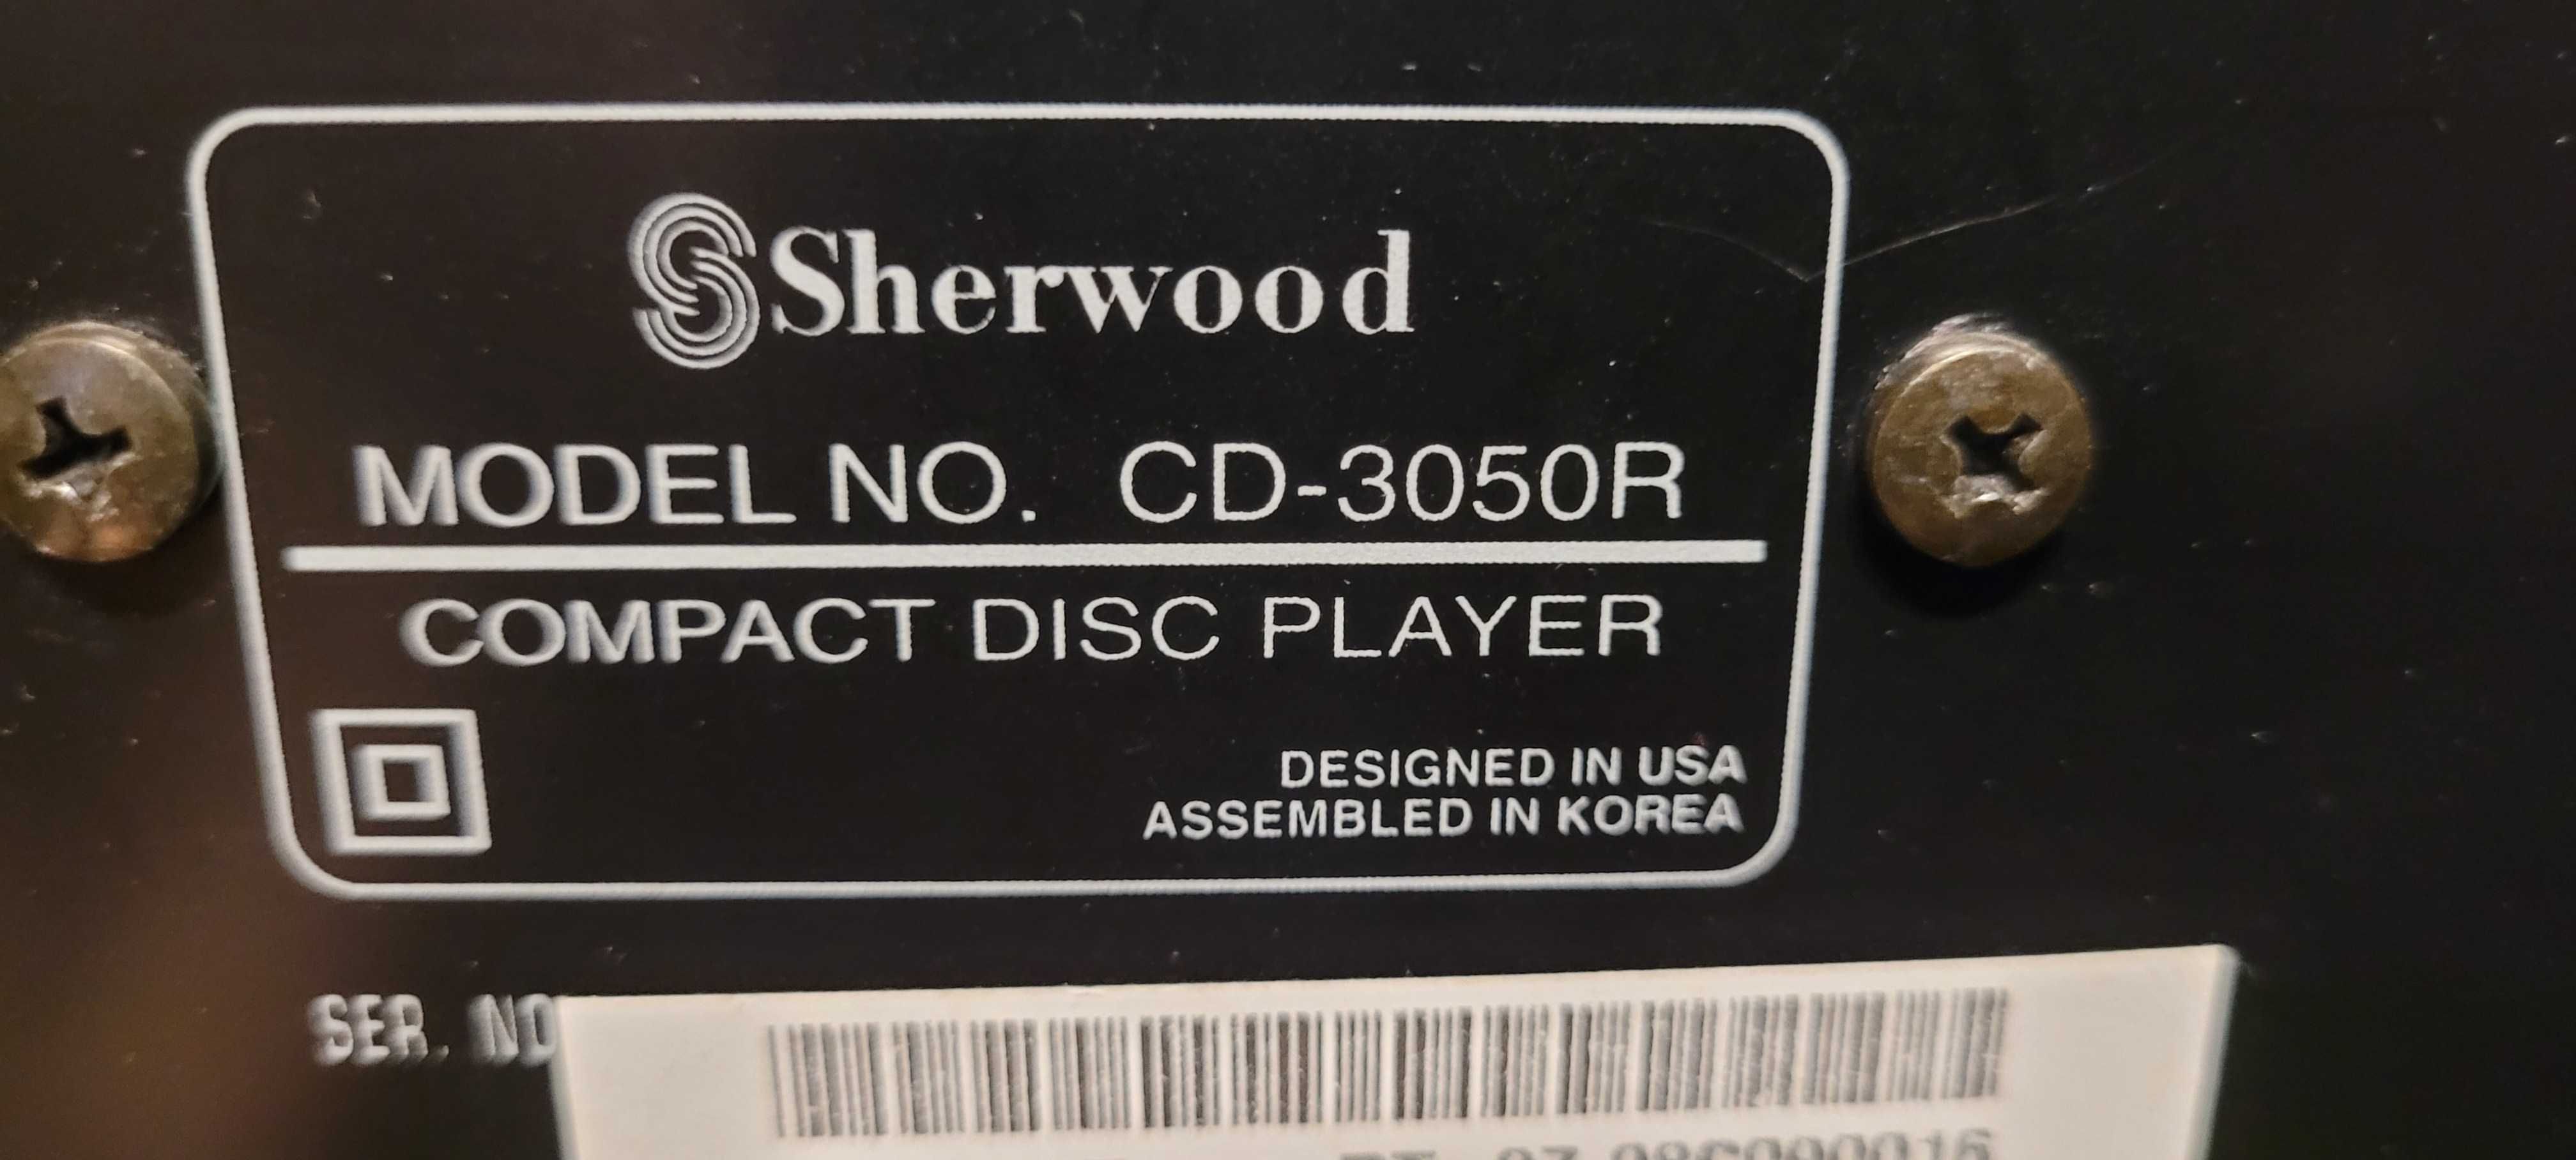 Sherwood
MODEL NO. CD-3050R
COMPACT DISC PLAYER
DESIGNED IN USA
ASSEMBLED IN KOREA
SER. NO